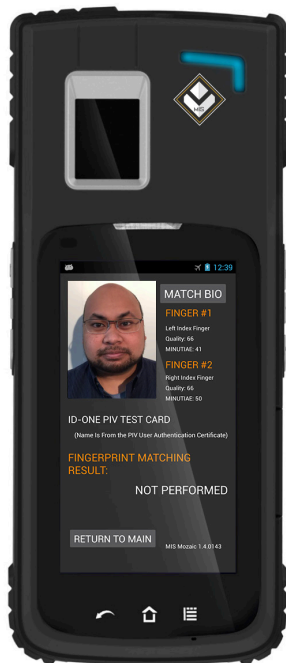 MIS
12:39
MATCH BIO
FINGER #1
Left Index Finger
Quality: 66
MINUTIAE: 41
FINGER #2
Right Index Finger
Quality: 66
MINUTIAE: 50
ID-ONE PIV TEST CARD
(Name Is From the PIV User Authentication Certificate)
FINGERPRINT MATCHING
RESULT:
NOT PERFORMED
RETURN TO MAIN
MIS Mozaic 1.4.0143